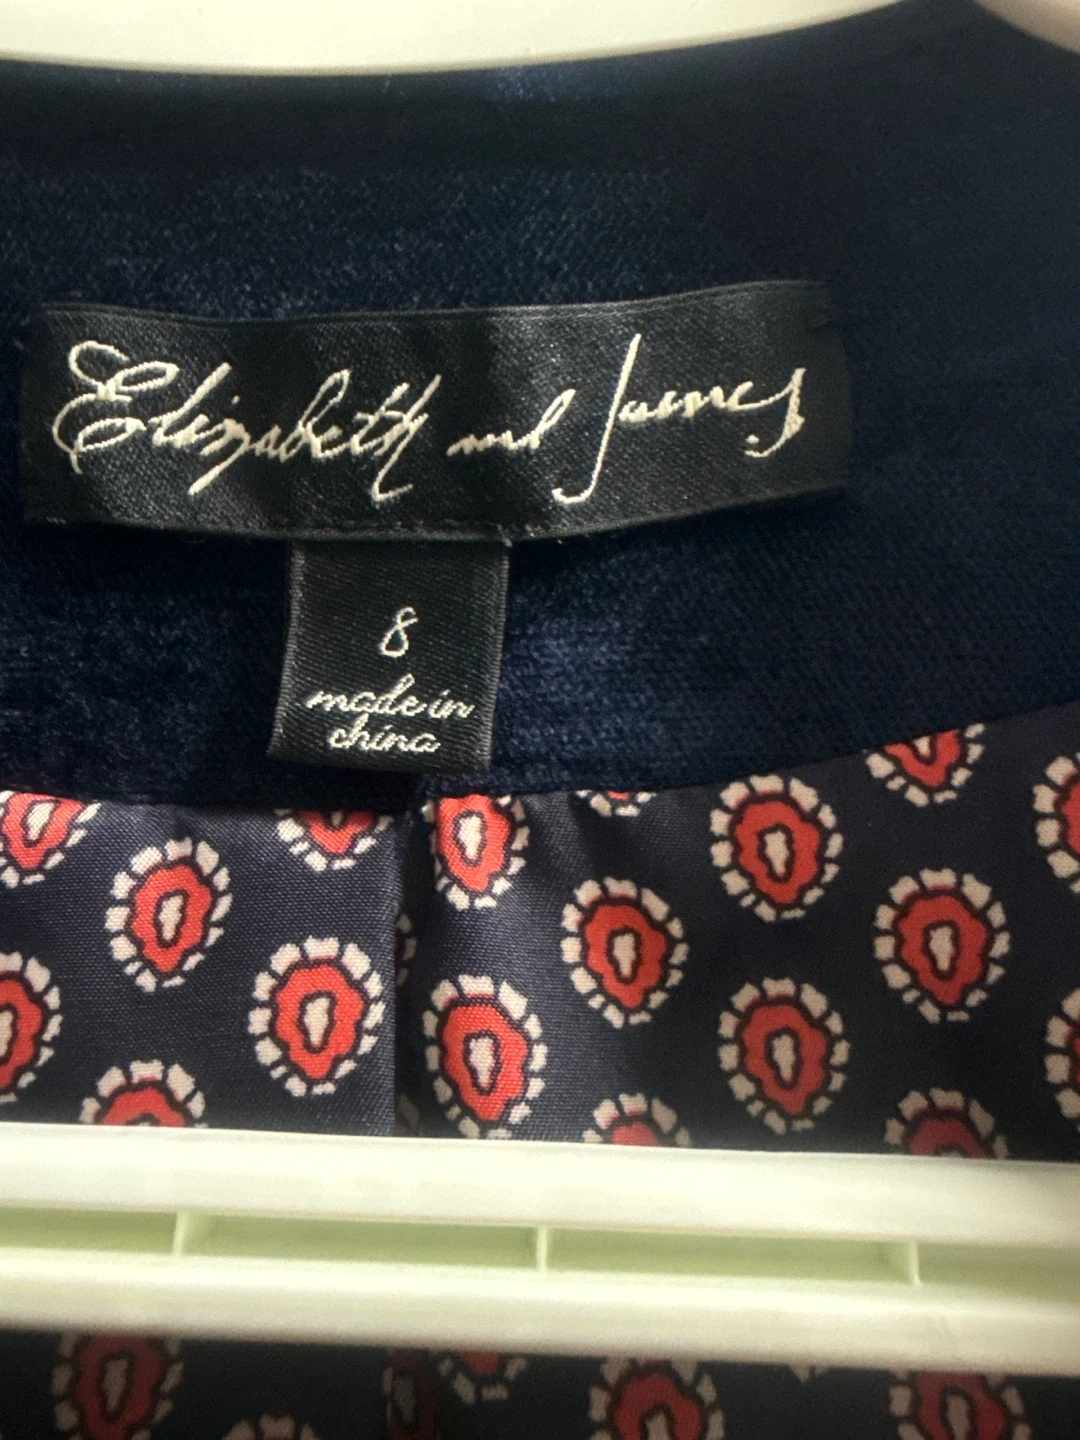 Elizabeth and James
8
made in
china